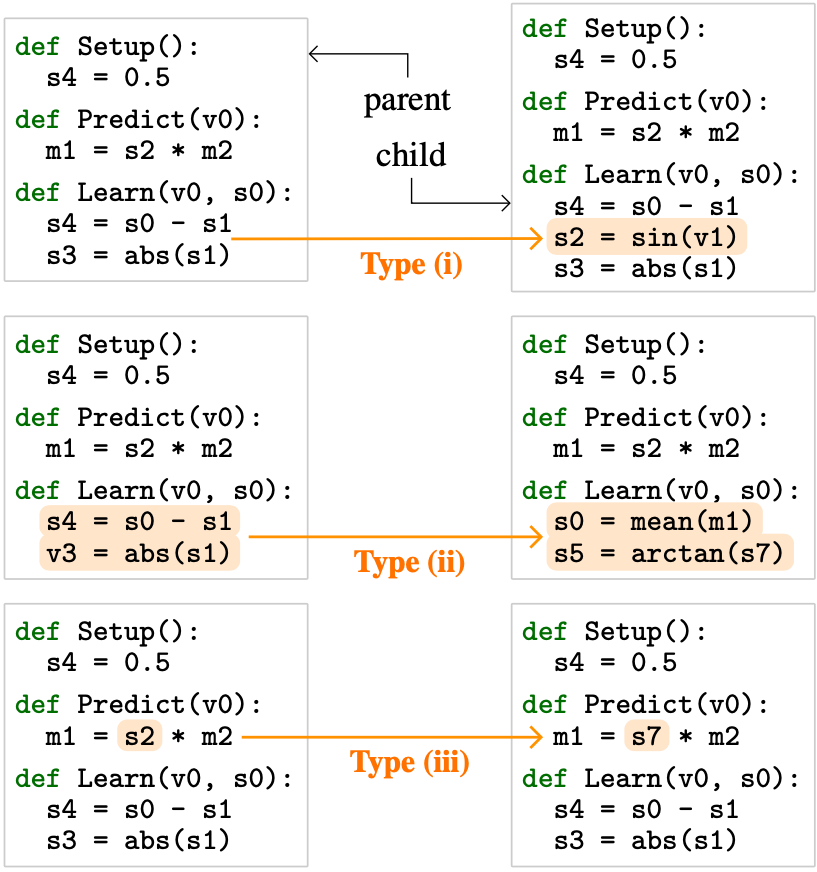 def Setup():
s4 = 0.5
def Predict(v0):
m1 = s2 * m2
def Learn(v0, s0):
s4 = s0 - s1
s3 = abs(s1)
parent
child
def Setup():
s4 = 0.5
def Predict(v0):
m1 = s2 * m2
def Learn(v0, s0):
s4 = s0 - s1
s2 = sin(v1)
s3 = abs(s1)
Type (i)
def Setup():
s4 = 0.5
def Predict(v0):
m1 = s2 * m2
def Learn(v0, s0):
s4 = s0 - s1
v3 = abs(s1)
Type (ii)
def Setup():
s4 = 0.5
def Predict(v0):
m1 = s2 * m2
def Learn(v0, s0):
s0 = mean(m1)
s5 = arctan(s7)
def Setup():
s4 = 0.5
def Predict(v0):
m1 = s2 * m2
def Learn(v0, s0):
s4 = s0 - s1
s3 = abs(s1)
Type (iii)
def Setup():
s4 = 0.5
def Predict(v0):
m1 = s7 * m2
def Learn(v0, s0):
s4 = s0 - s1
s3 = abs(s1)